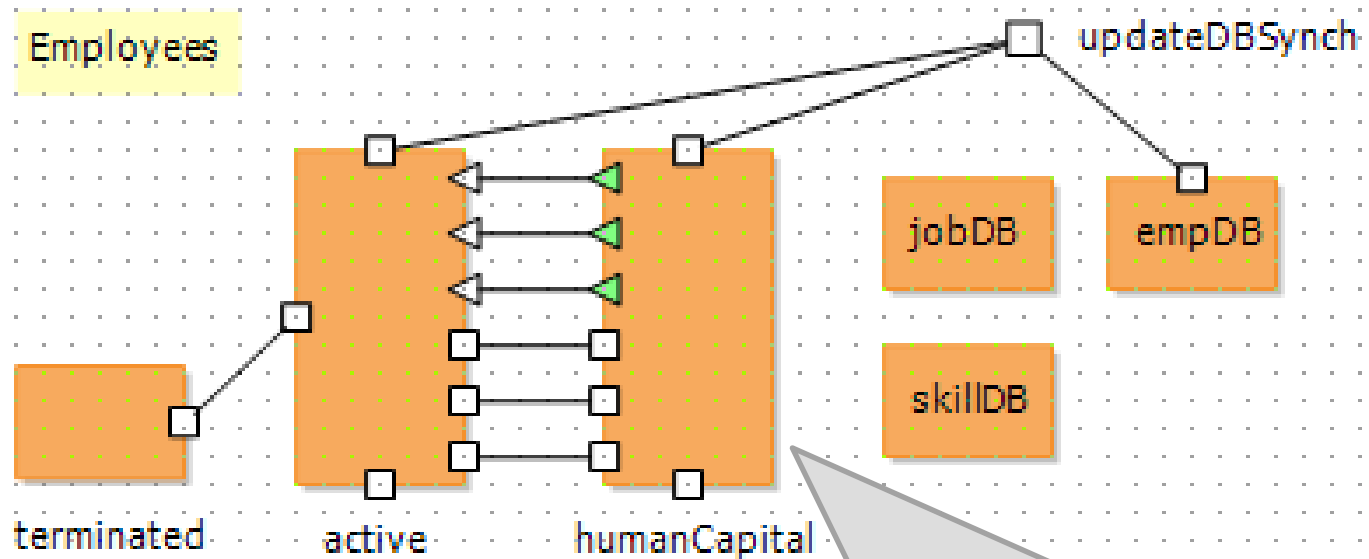 Employees
updateDBSynch
jobDB
empDB
skillDB
terminated
active
humanCapital